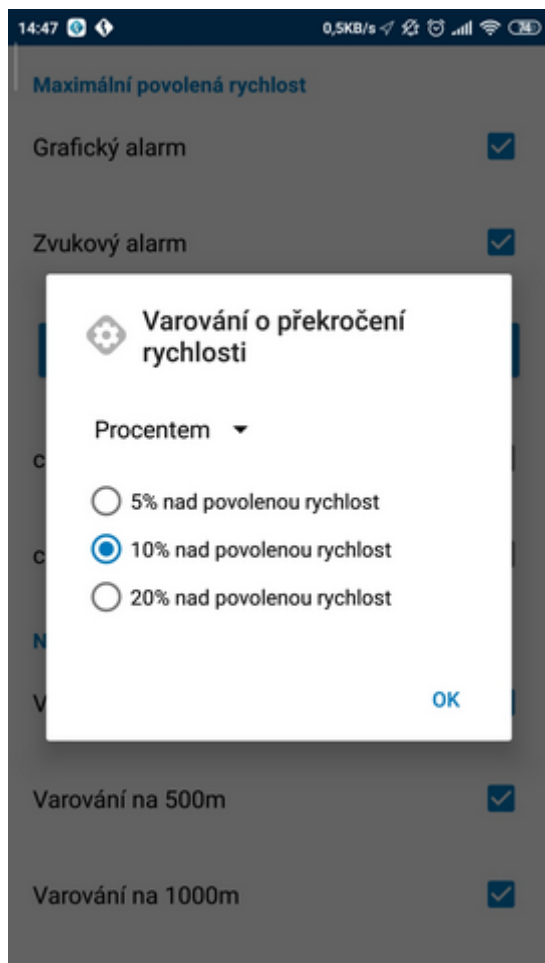 14:47 0,5KB/s 74
Maximální povolená rychlost
Grafický alarm
Zvukový alarm
Varování o překročení
rychlosti
Procentem
5% nad povolenou rychlost
10% nad povolenou rychlost
20% nad povolenou rychlost
OK
Varování na 500m
Varování na 1000m